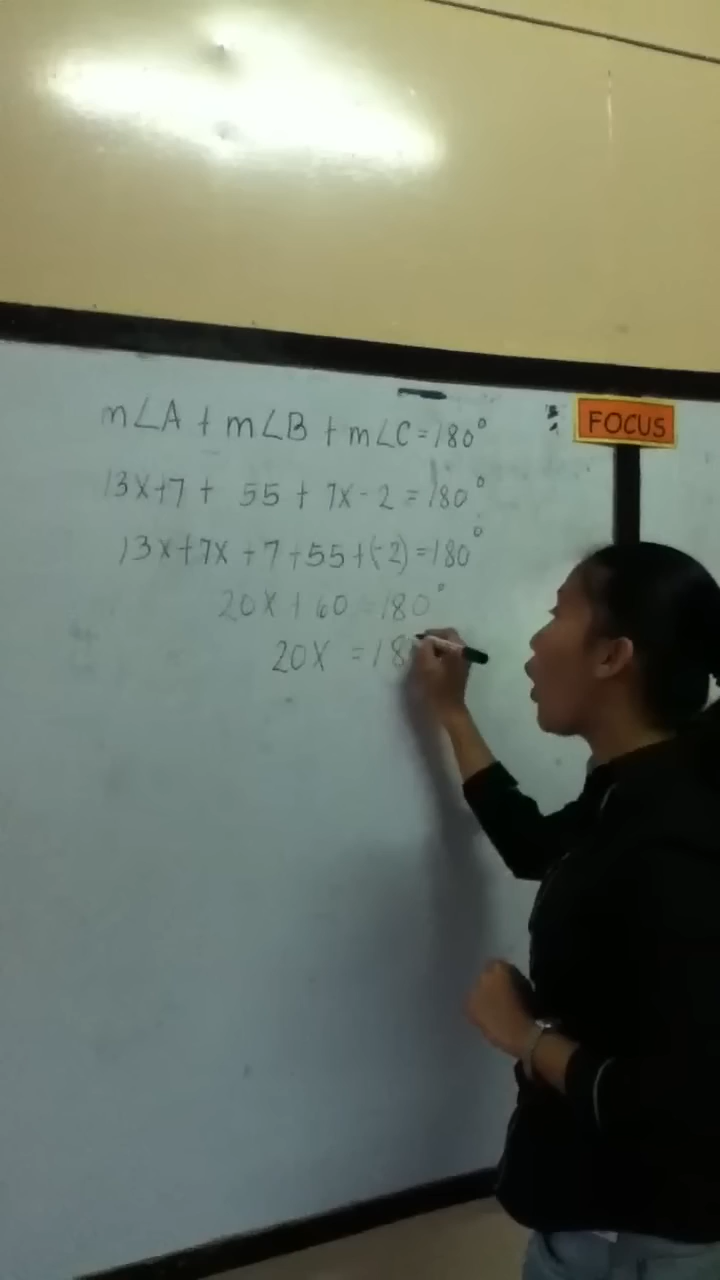 m∠A + m∠B + m∠C = 180°
FOCUS
13x+7 + 55 + 7x - 2 = 180°
13x+7x +7 +55 +(-2) = 180°
20x + 60 = 180°
20x = 18